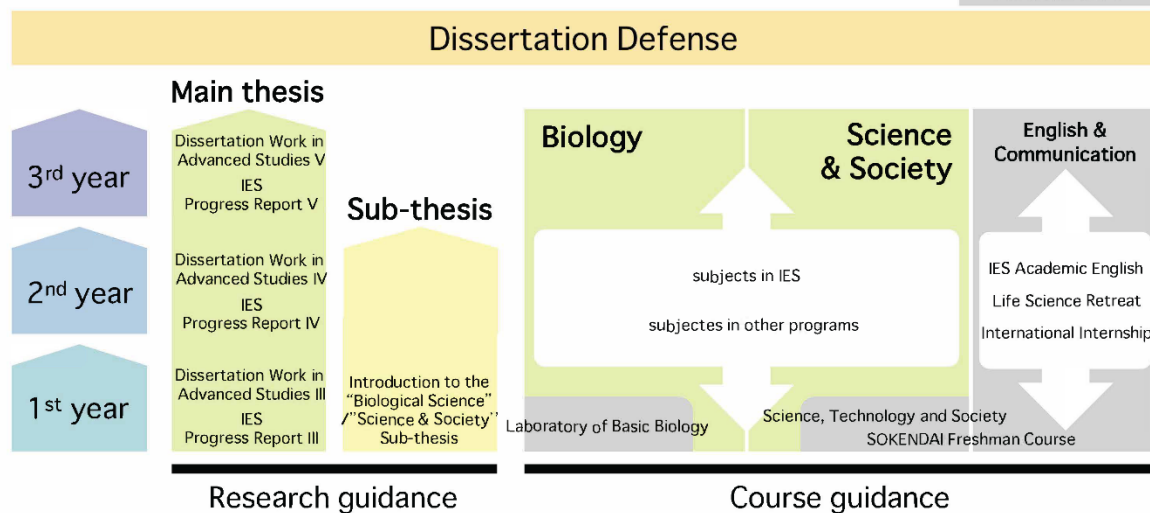 Dissertation Defense
Main thesis
Dissertation Work in
Advanced Studies V
IES
Progress Report V
Dissertation Work in
Advanced Studies IV
IES
Progress Report IV
Dissertation Work in
Advanced Studies III
IES
Progress Report III
3rd year
2nd year
1st year
Sub-thesis
Introduction to the
“Biological Science”
/”Science & Society”
Sub-thesis
Research guidance
Biology
Science
& Society
subjects in IES
subjectes in other programs
Laboratory of Basic Biology
Science, Technology and Society
SOKENDAI Freshman Course
English &
Communication
IES Academic English
Life Science Retreat
International Internship
Course guidance